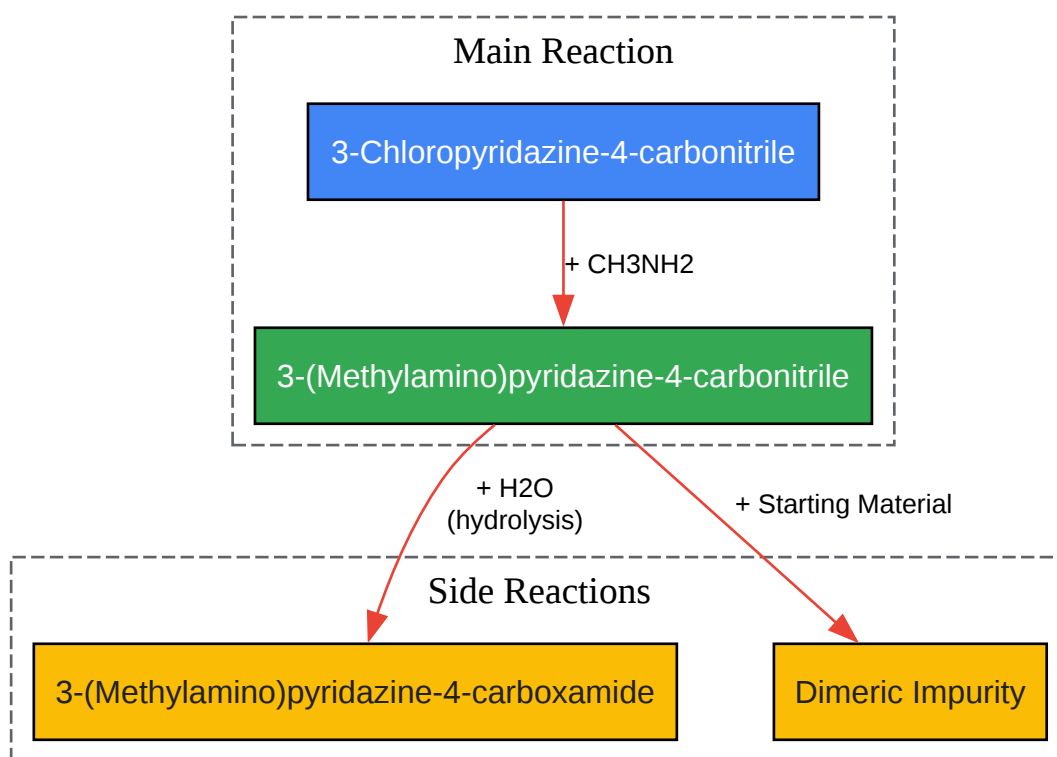 Main Reaction
3-Chloropyridazine-4-carbonitrile
+ CH3NH2
3-(Methylamino)pyridazine-4-carbonitrile
+ H2O
(hydrolysis)
+ Starting Material
Side Reactions
3-(Methylamino)pyridazine-4-carboxamide
Dimeric Impurity